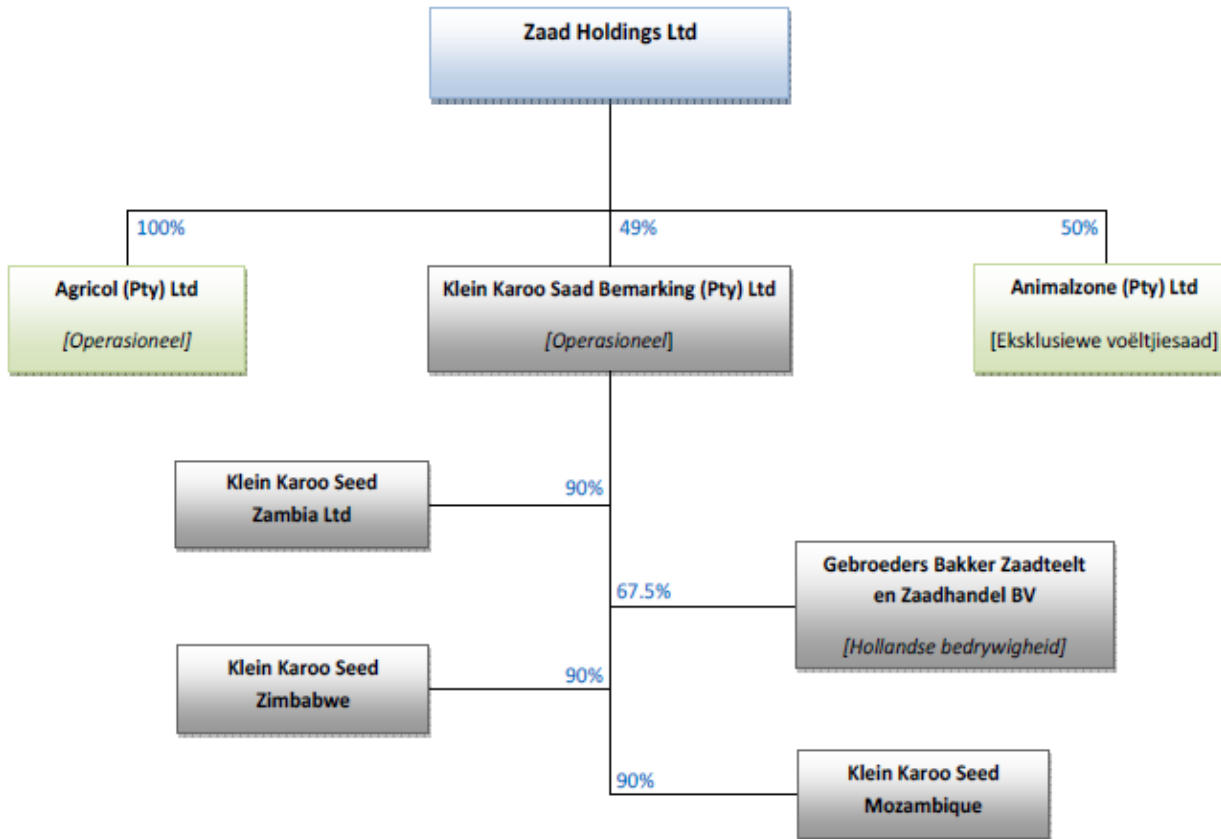 Zaad Holdings Ltd
100%
49%
50%
Agricol (Pty) Ltd
[Operasioneel]
Klein Karoo Saad Bemarking (Pty) Ltd
[Operasioneel]
Animalzone (Pty) Ltd
[Eksklusiewe voëltjiesaad]
Klein Karoo Seed
Zambia Ltd
90%
67.5%
Gebroeders Bakker Zaadteelt
en Zaadhandel BV
[Hollandse bedrywigheid]
Klein Karoo Seed
Zimbabwe
90%
90%
Klein Karoo Seed
Mozambique